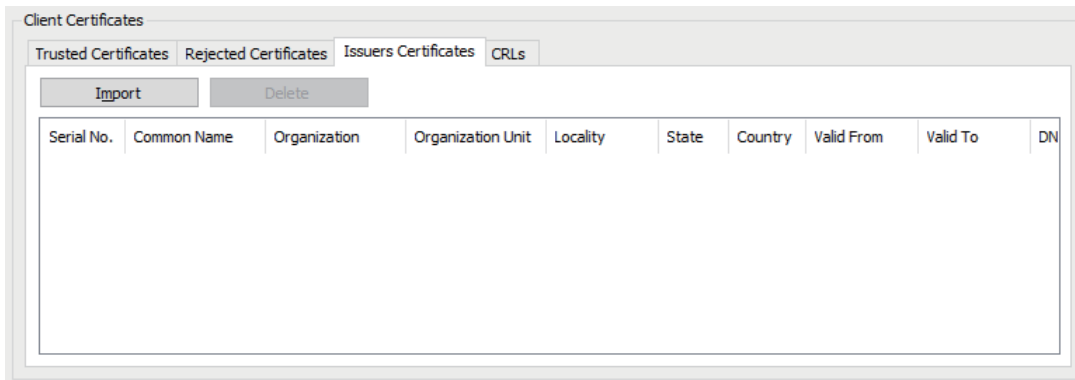 Client Certificates
Trusted Certificates Rejected Certificates Issuers Certificates CRLs
Import Delete
Serial No. Common Name Organization Organization Unit Locality State Country Valid From Valid To DN